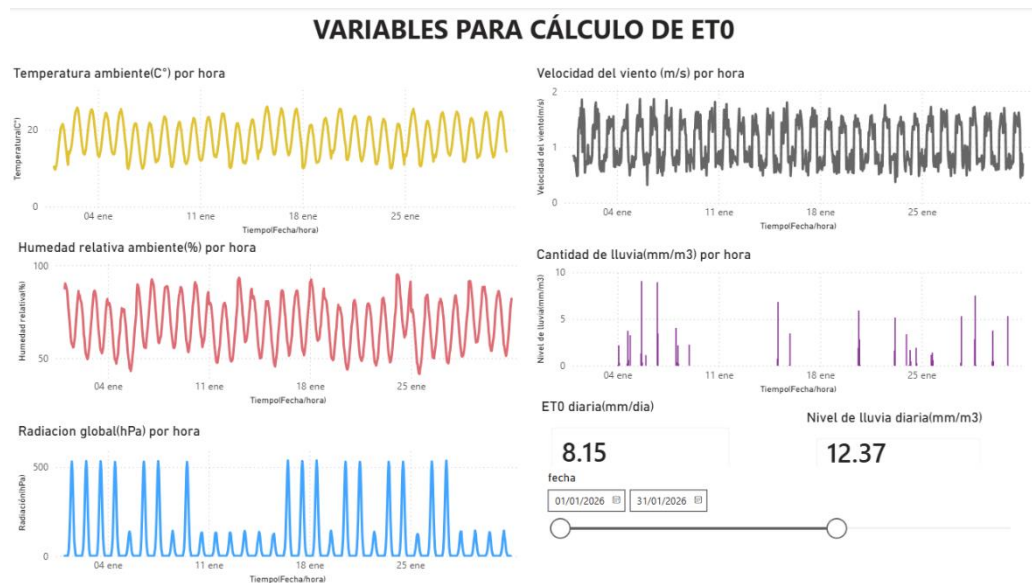 VARIABLES PARA CÁLCULO DE ET0
Temperatura ambiente(C°) por hora
Temperatura(C°)
20
0
04 ene
11 ene
18 ene
25 ene
Tiempo(Fecha/hora)
Velocidad del viento (m/s) por hora
Velocidad del viento(m/s)
2
1
0
04 ene
11 ene
18 ene
25 ene
Tiempo(Fecha/hora)
Humedad relativa ambiente(%) por hora
Humedad relativa(%)
100
50
04 ene
11 ene
18 ene
25 ene
Tiempo(Fecha/hora)
Cantidad de lluvia(mm/m3) por hora
Nivel de lluvia(mm/m3)
10
5
0
04 ene
11 ene
18 ene
25 ene
Tiempo(Fecha/hora)
Radiacion global(hPa) por hora
Radiación(hPa)
500
0
04 ene
11 ene
18 ene
25 ene
Tiempo(Fecha/hora)
ET0 diaria(mm/dia)
8.15
Nivel de lluvia diaria(mm/m3)
12.37
fecha
01/01/2026
31/01/2026